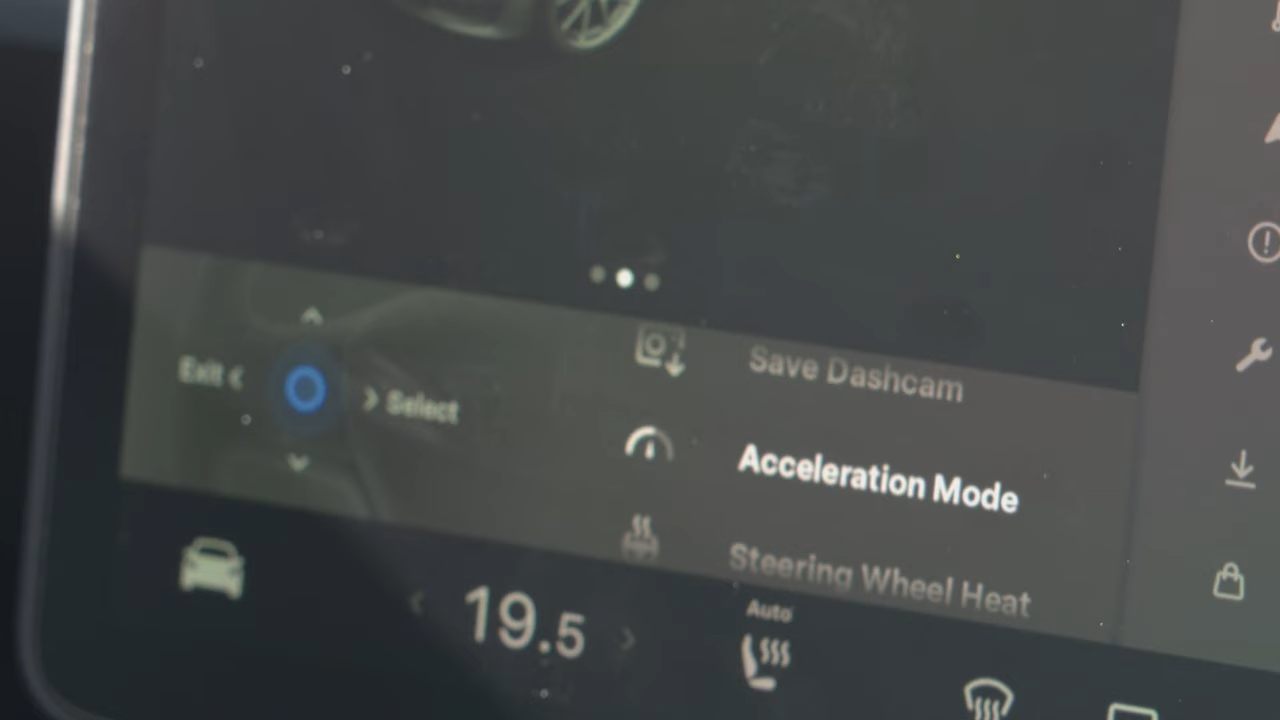 Save Dashcam
Exit
Select
Acceleration Mode
Steering Wheel Heat
19.5
Auto